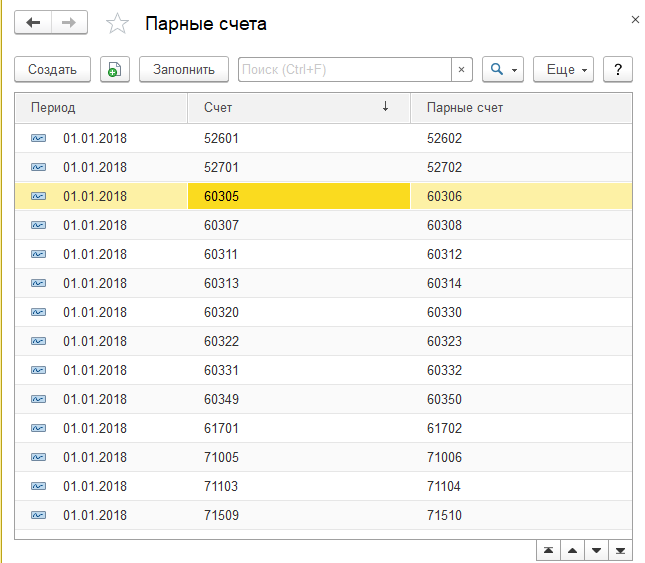 Парные счета ×
Создать Заполнить Поиск (Ctrl+F) × Еще ?
Период Счет ↓ Парные счет
01.01.2018 52601 52602
01.01.2018 52701 52702
01.01.2018 60305 60306
01.01.2018 60307 60308
01.01.2018 60311 60312
01.01.2018 60313 60314
01.01.2018 60320 60330
01.01.2018 60322 60323
01.01.2018 60331 60332
01.01.2018 60349 60350
01.01.2018 61701 61702
01.01.2018 71005 71006
01.01.2018 71103 71104
01.01.2018 71509 71510